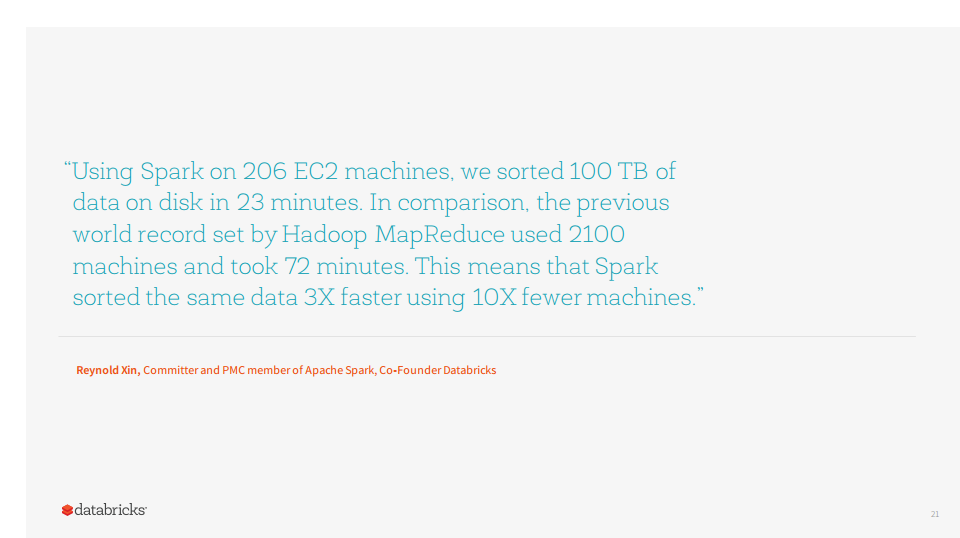 “Using Spark on 206 EC2 machines, we sorted 100 TB of
data on disk in 23 minutes. In comparison, the previous
world record set by Hadoop MapReduce used 2100
machines and took 72 minutes. This means that Spark
sorted the same data 3X faster using 10X fewer machines.”
Reynold Xin, Committer and PMC member of Apache Spark, Co-Founder Databricks
databricks
21